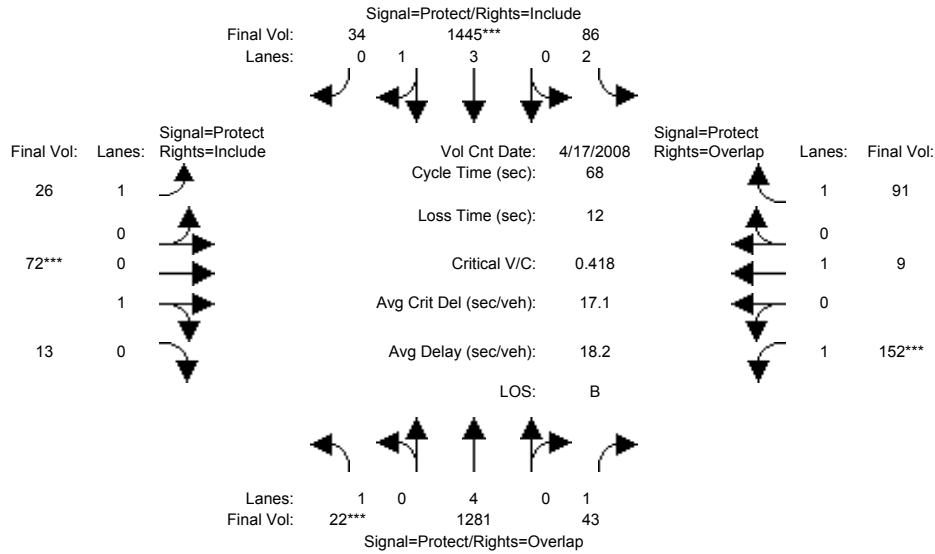 Signal=Protect/Rights=Include
Final Vol: 34 1445*** 86
Lanes: 0 1 3 0 2
Signal=Protect Signal=Protect
Final Vol: Lanes: Rights=Include Vol Cnt Date: 4/17/2008 Rights=Overlap Lanes: Final Vol:
Cycle Time (sec): 68
26 1 1 91
Loss Time (sec): 12
0 0
72*** 0 Critical V/C: 0.418 1 9
1 Avg Crit Del (sec/veh): 17.1 0
13 0 Avg Delay (sec/veh): 18.2 1 152***
LOS: B
Lanes: 1 0 4 0 1
Final Vol: 22*** 1281 43
Signal=Protect/Rights=Overlap